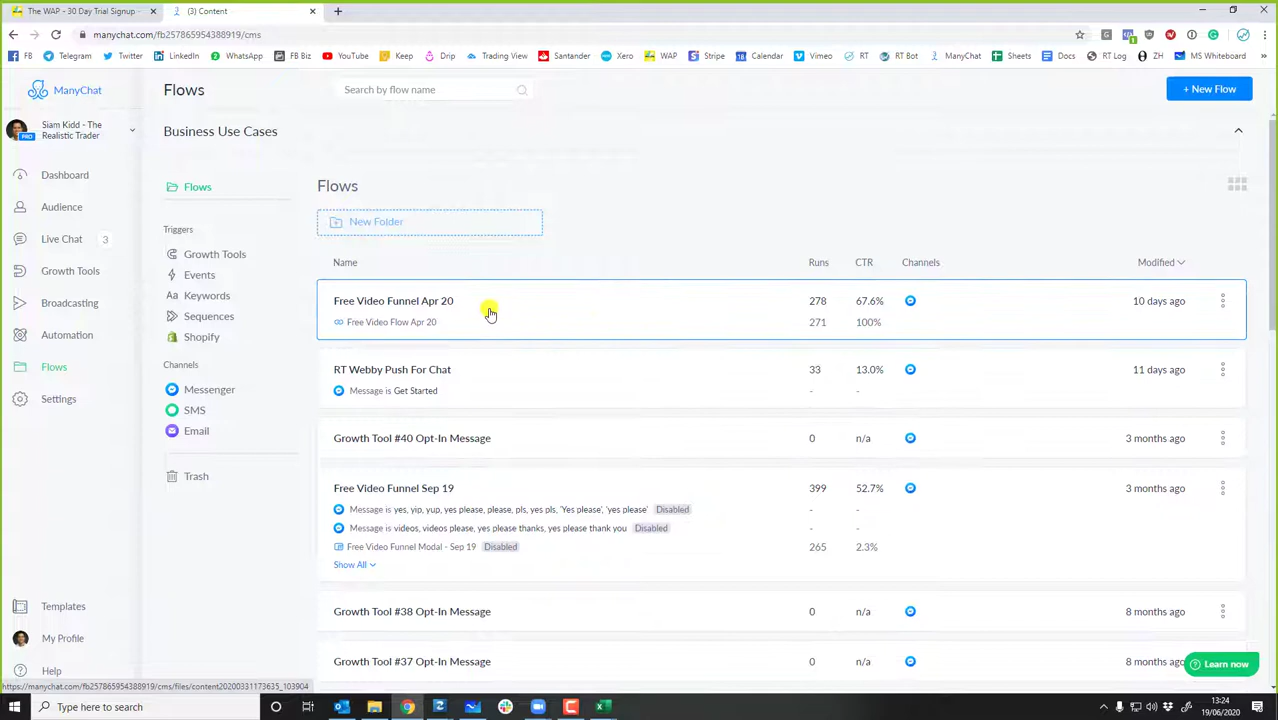 The WAP - 30 Day Trial Signup -
(3) Content
manychat.com/fb257865954388919/cms
FB
Telegram
Twitter
LinkedIn
WhatsApp
FB Biz
YouTube
Keep
Drip
Trading View
Santander
Xero
WAP
Stripe
Calendar
Vimeo
RT
RT Bot
ManyChat
Sheets
Docs
RT Log
ZH
MS Whiteboard
ManyChat
Flows
Search by flow name
+ New Flow
Siam Kidd - The
Realistic Trader
PRO
Business Use Cases
Dashboard
Audience
Live Chat 3
Growth Tools
Broadcasting
Automation
Flows
Settings
Templates
My Profile
Help
Flows
Triggers
Growth Tools
Events
Aa Keywords
Sequences
Shopify
Channels
Messenger
SMS
Email
Trash
Flows
New Folder
Name Runs CTR Channels Modified
Free Video Funnel Apr 20 278 67.6% 10 days ago
Free Video Flow Apr 20 271 100%
RT Webby Push For Chat 33 13.0% 11 days ago
Message is Get Started - -
Growth Tool #40 Opt-In Message 0 n/a 3 months ago
Free Video Funnel Sep 19 399 52.7% 3 months ago
Message is yes, yip, yup, yes please, please, pls, yes pls, 'Yes please', 'yes please' Disabled - -
Message is videos, videos please, yes please thanks, yes please thank you Disabled - -
Free Video Funnel Modal - Sep 19 Disabled 265 2.3%
Show All
Growth Tool #38 Opt-In Message 0 n/a 8 months ago
Growth Tool #37 Opt-In Message 0 n/a 8 months ago
Learn now
https://manychat.com/fb257865954388919/cms/files/content20200331173635_103904
Type here to search
13:24
19/06/2020